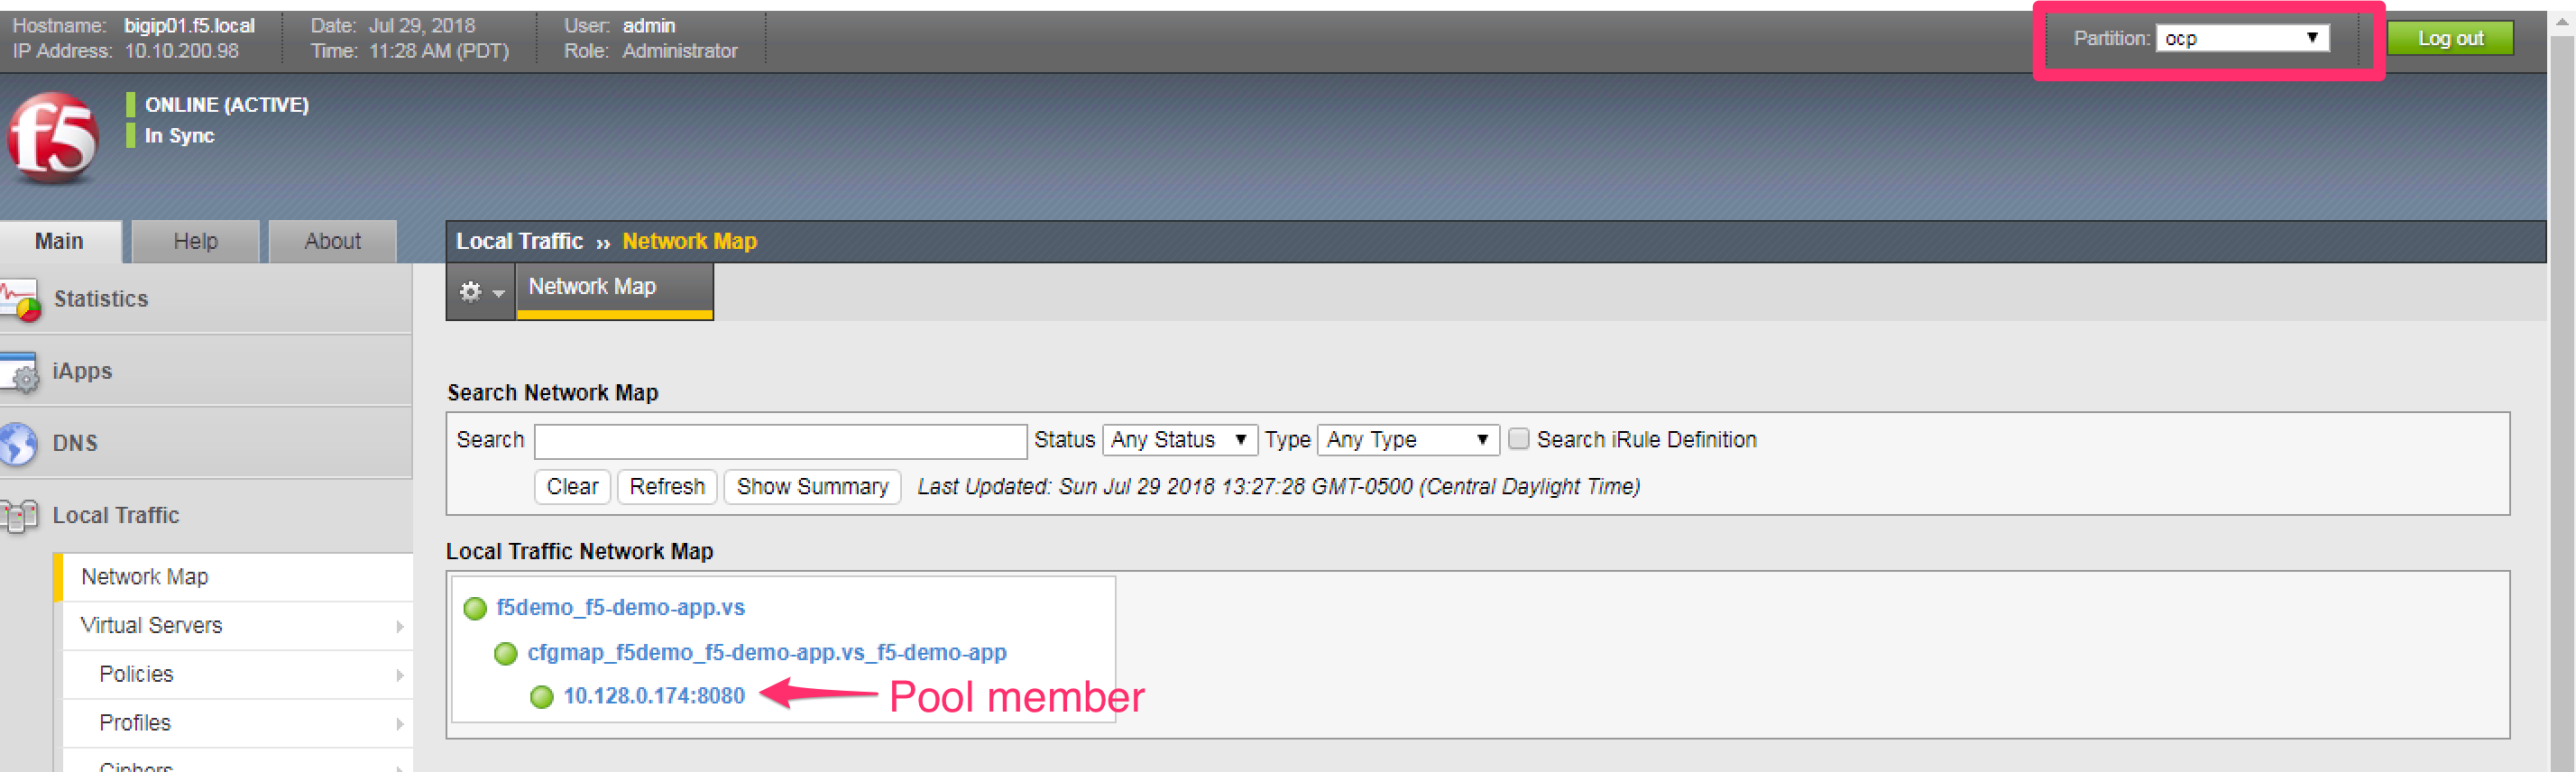 Hostname: bigip01.f5.local Date: Jul 29, 2018 User: admin
IP Address: 10.10.200.98 Time: 11:28 AM (PDT) Role: Administrator
Partition: ocp
Log out
f5
ONLINE (ACTIVE)
In Sync
Main Help About
Local Traffic ›› Network Map
Network Map
Statistics
iApps
DNS
Local Traffic
Network Map
Virtual Servers
Policies
Profiles
Ciphers
Search Network Map
Search Status Any Status Type Any Type Search iRule Definition
Clear Refresh Show Summary Last Updated: Sun Jul 29 2018 13:27:28 GMT-0500 (Central Daylight Time)
Local Traffic Network Map
f5demo_f5-demo-app.vs
cfgmap_f5demo_f5-demo-app.vs_f5-demo-app
10.128.0.174:8080 Pool member